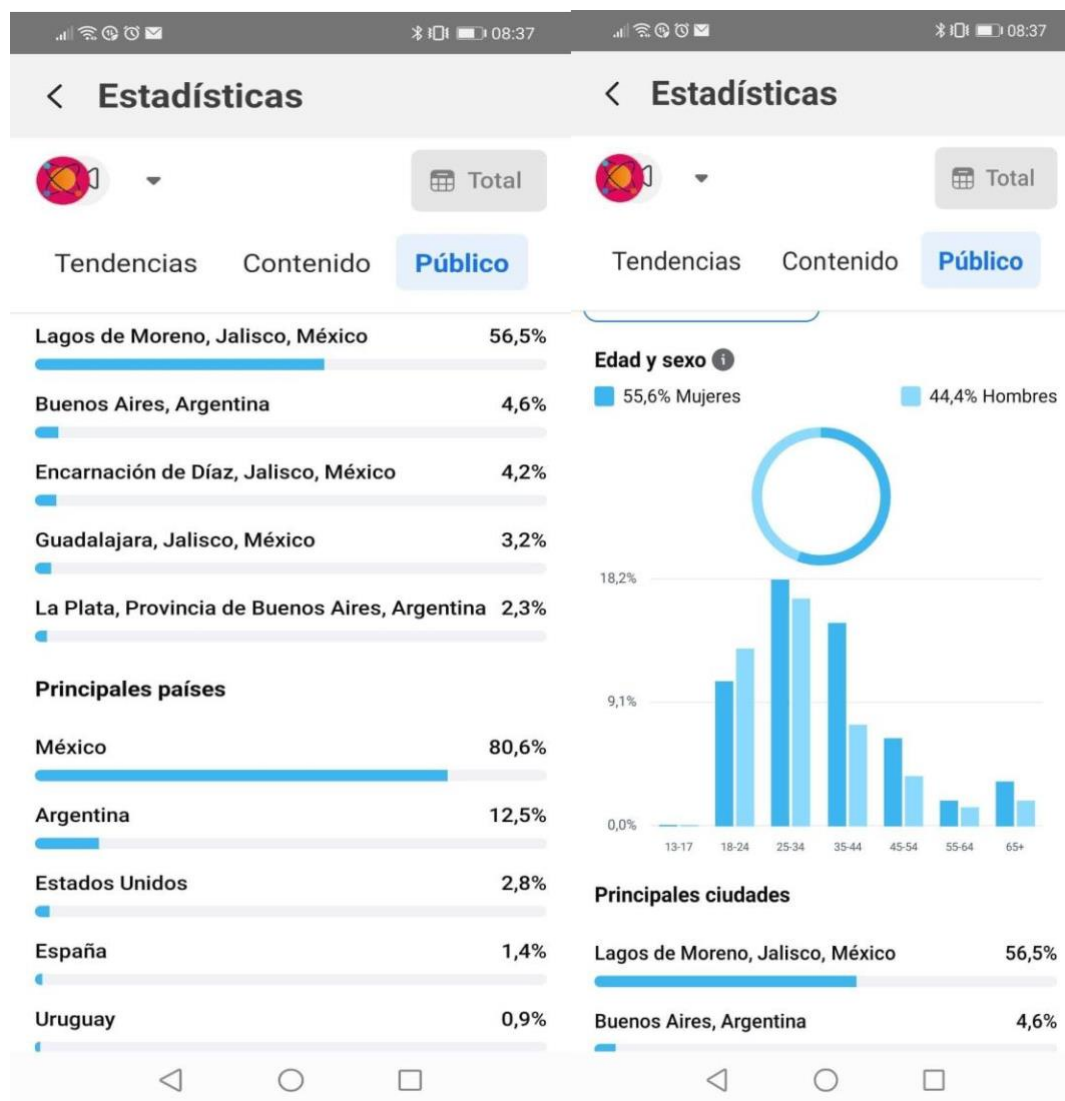 08:37
Estadísticas
Total
Tendencias Contenido Público
Lagos de Moreno, Jalisco, México 56,5%
Buenos Aires, Argentina 4,6%
Encarnación de Díaz, Jalisco, México 4,2%
Guadalajara, Jalisco, México 3,2%
La Plata, Provincia de Buenos Aires, Argentina 2,3%
Principales países
México 80,6%
Argentina 12,5%
Estados Unidos 2,8%
España 1,4%
Uruguay 0,9%
08:37
Estadísticas
Total
Tendencias Contenido Público
Edad y sexo
55,6% Mujeres 44,4% Hombres
18,2%
9,1%
0,0%
13-17 18-24 25-34 35-44 45-54 55-64 65+
Principales ciudades
Lagos de Moreno, Jalisco, México 56,5%
Buenos Aires, Argentina 4,6%